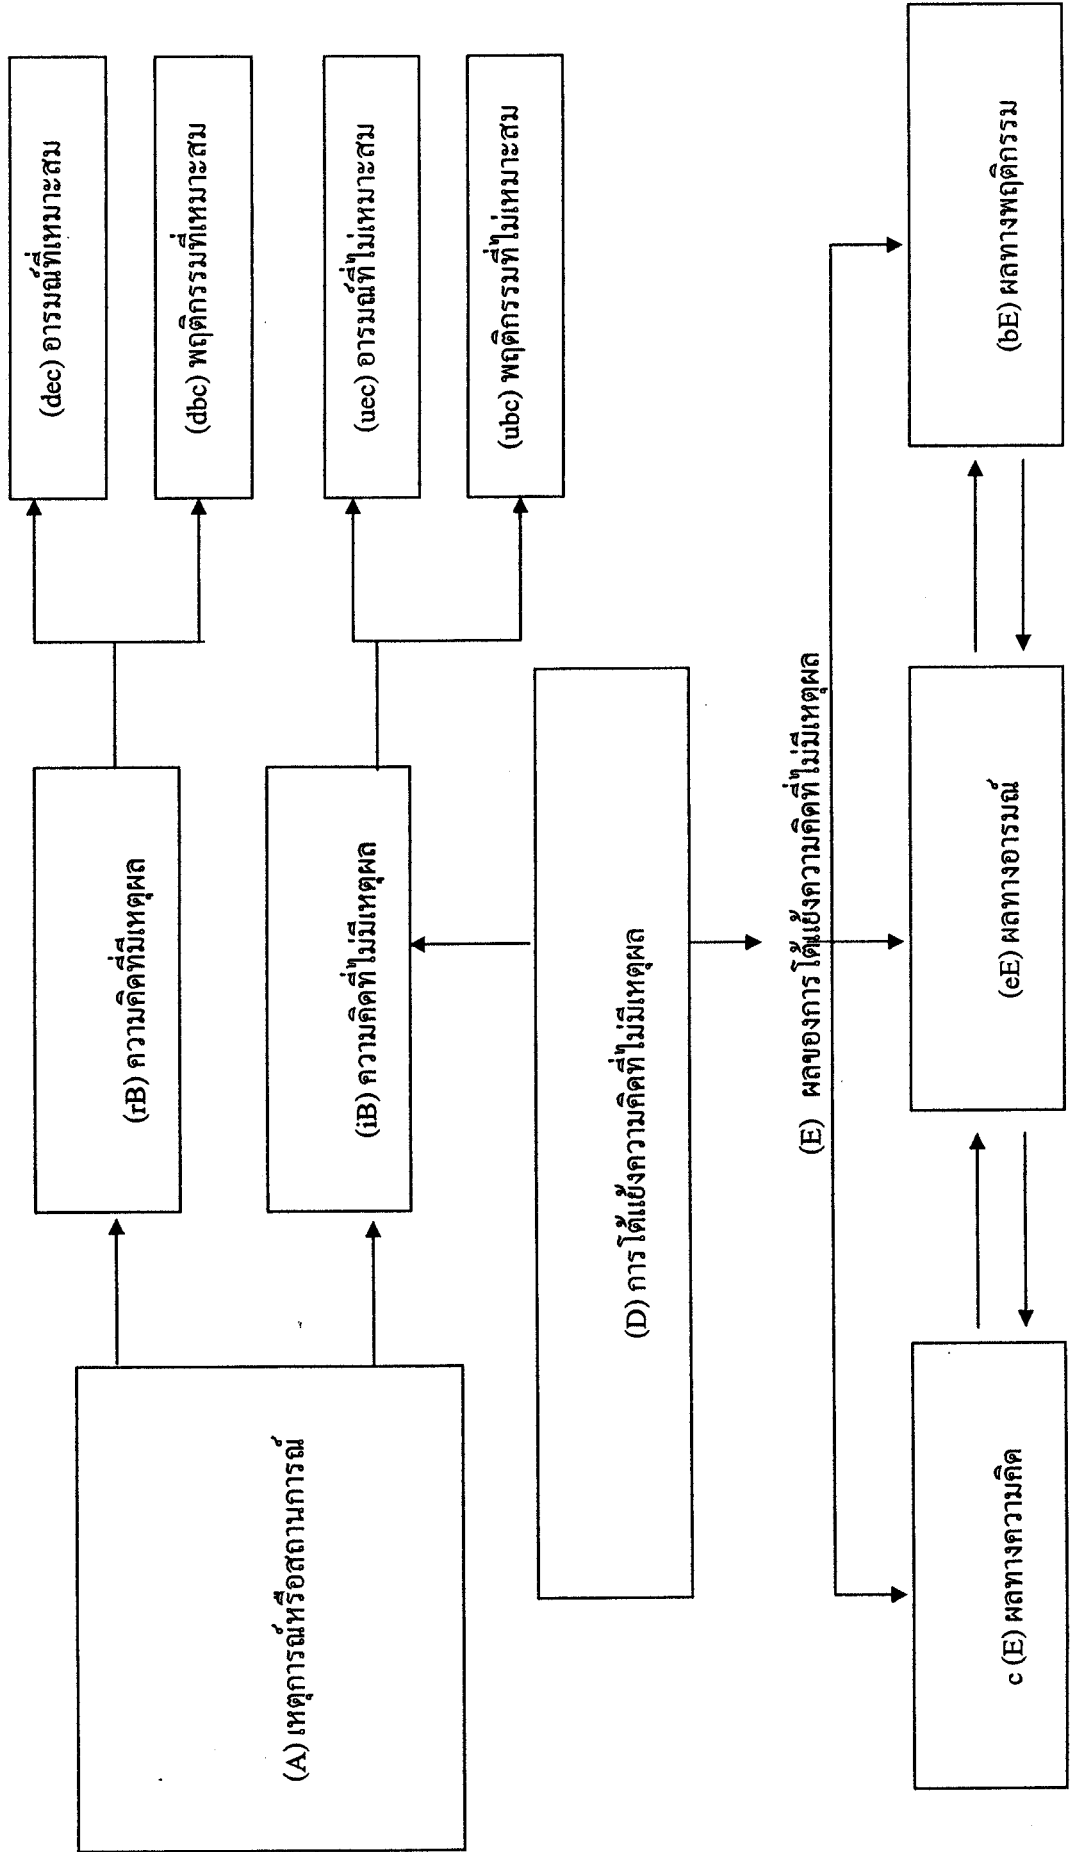 (A) เหตุการณ์หรือสถานการณ์
(rB) ความคิดที่มีเหตุผล
(iB) ความคิดที่ไม่มีเหตุผล
(dec) อารมณ์ที่เหมาะสม
(dbc) พฤติกรรมที่เหมาะสม
(uec) อารมณ์ที่ไม่เหมาะสม
(ubc) พฤติกรรมที่ไม่เหมาะสม
(D) การโต้แย้งความคิดที่ไม่มีเหตุผล
(E) ผลของการโต้แย้งความคิดที่ไม่มีเหตุผล
c (E) ผลทางความคิด
(eE) ผลทางอารมณ์
(bE) ผลทางพฤติกรรม